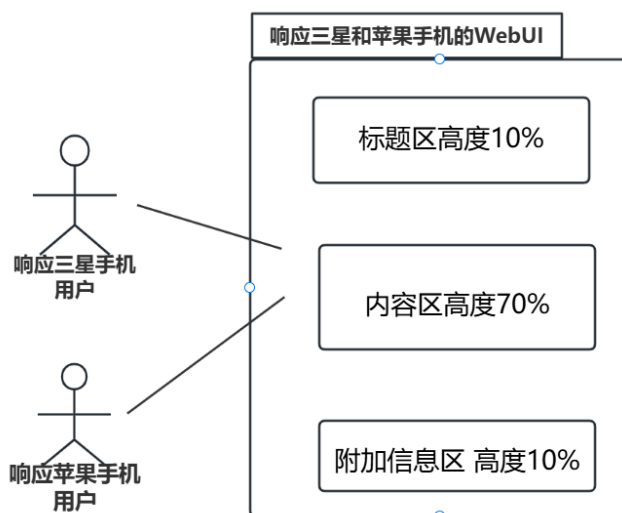 响应三星和苹果手机的WebUI
标题区高度10%
响应三星手机
用户
内容区高度70%
响应苹果手机
用户
附加信息区 高度10%